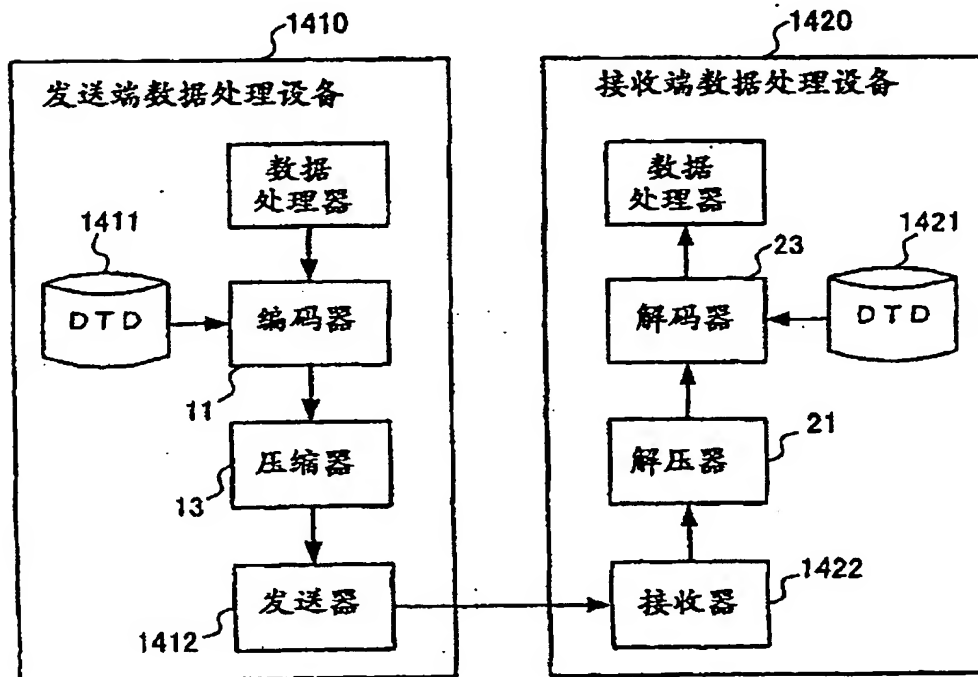 1410
发送端数据处理设备
数据
处理器
1411
DTD
编码器
11
压缩器
13
发送器
1412
1420
接收端数据处理设备
数据
处理器
23
1421
解码器
DTD
21
解压器
1422
接收器